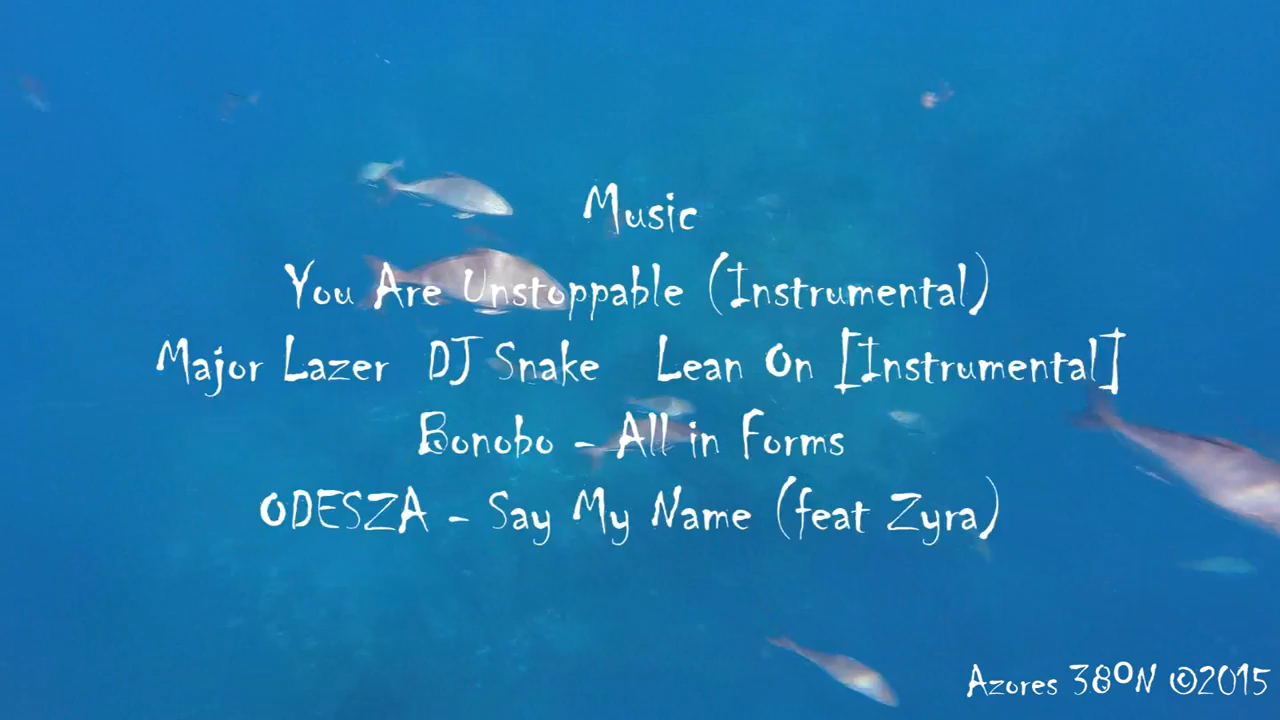 Music
You Are Unstoppable (Instrumental)
Major Lazer DJ Snake Lean On [Instrumental]
Bonobo - All in Forms
ODESZA - Say My Name (feat Zyra)
Azores 38ºN ©2015